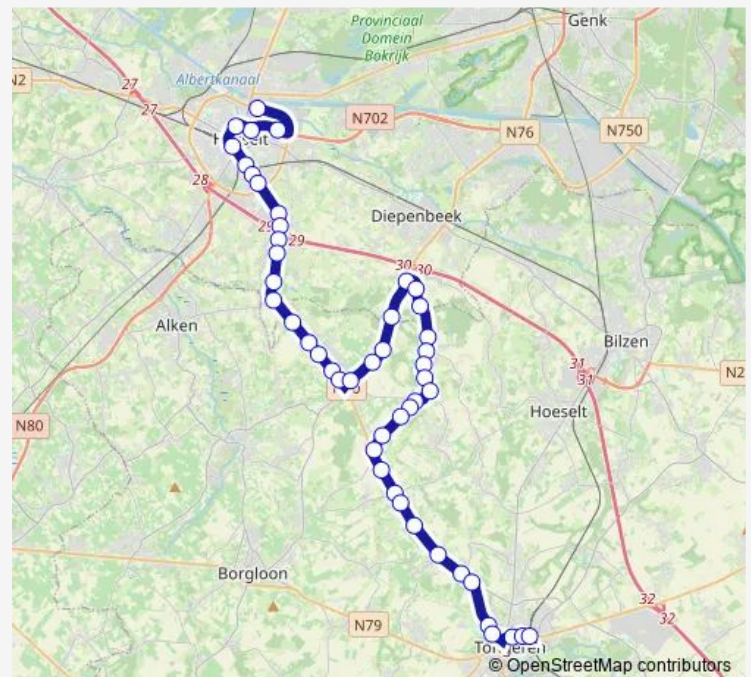 Provinciaal
Domein
Bokrijk
Genk
N2
27
27
Albertkanaal
N702
N76
N750
28
Diepenbeek
29
29
30
30
Alken
Bilzen
31
31
N2
N80
Hoeselt
Borgloon
32
32
N79
Tongeren
© OpenStreetMap contributors